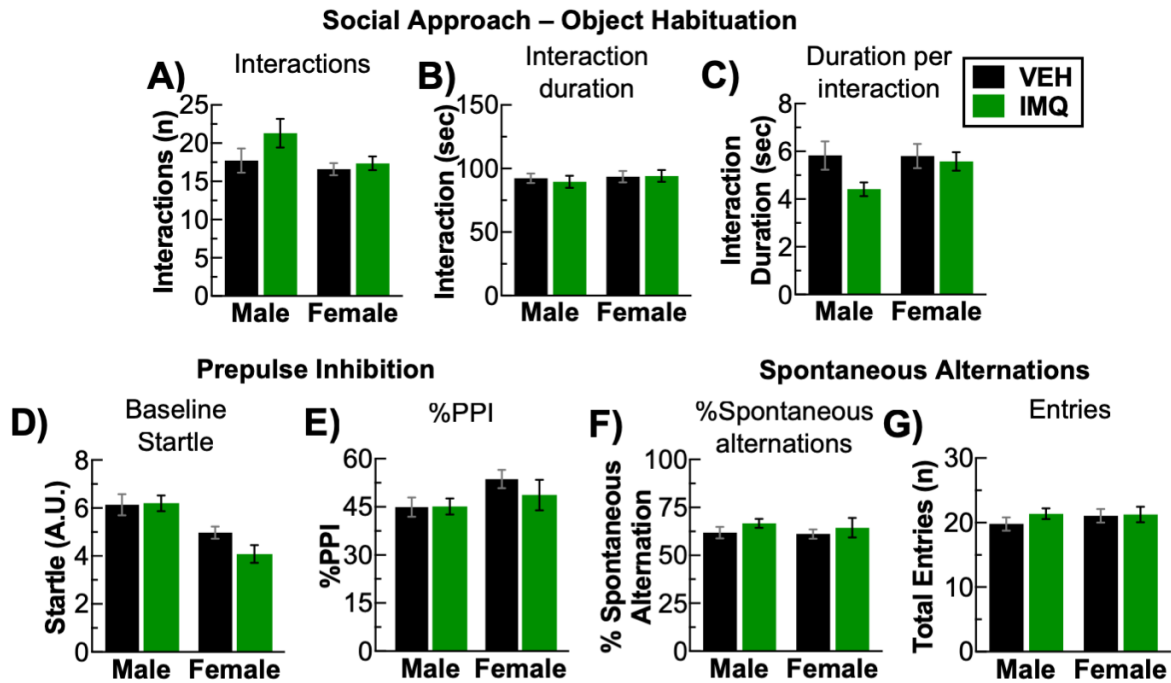 Social Approach – Object Habituation
A)
Interactions
Interactions (n)
25
20
15
10
5
0
Male Female
B)
Interaction
duration
Interaction (sec)
150
100
50
0
Male Female
C)
Duration per
interaction
Interaction
Duration (sec)
8
6
4
2
0
Male Female
VEH
IMQ
Prepulse Inhibition
D)
Baseline
Startle
Startle (A.U.)
8
6
4
2
0
Male Female
E)
%PPI
%PPI
60
45
30
15
0
Male Female
Spontaneous Alternations
F)
%Spontaneous
alternations
% Spontaneous
Alternation
100
75
50
25
0
Male Female
G)
Entries
Total Entries (n)
30
20
10
0
Male Female